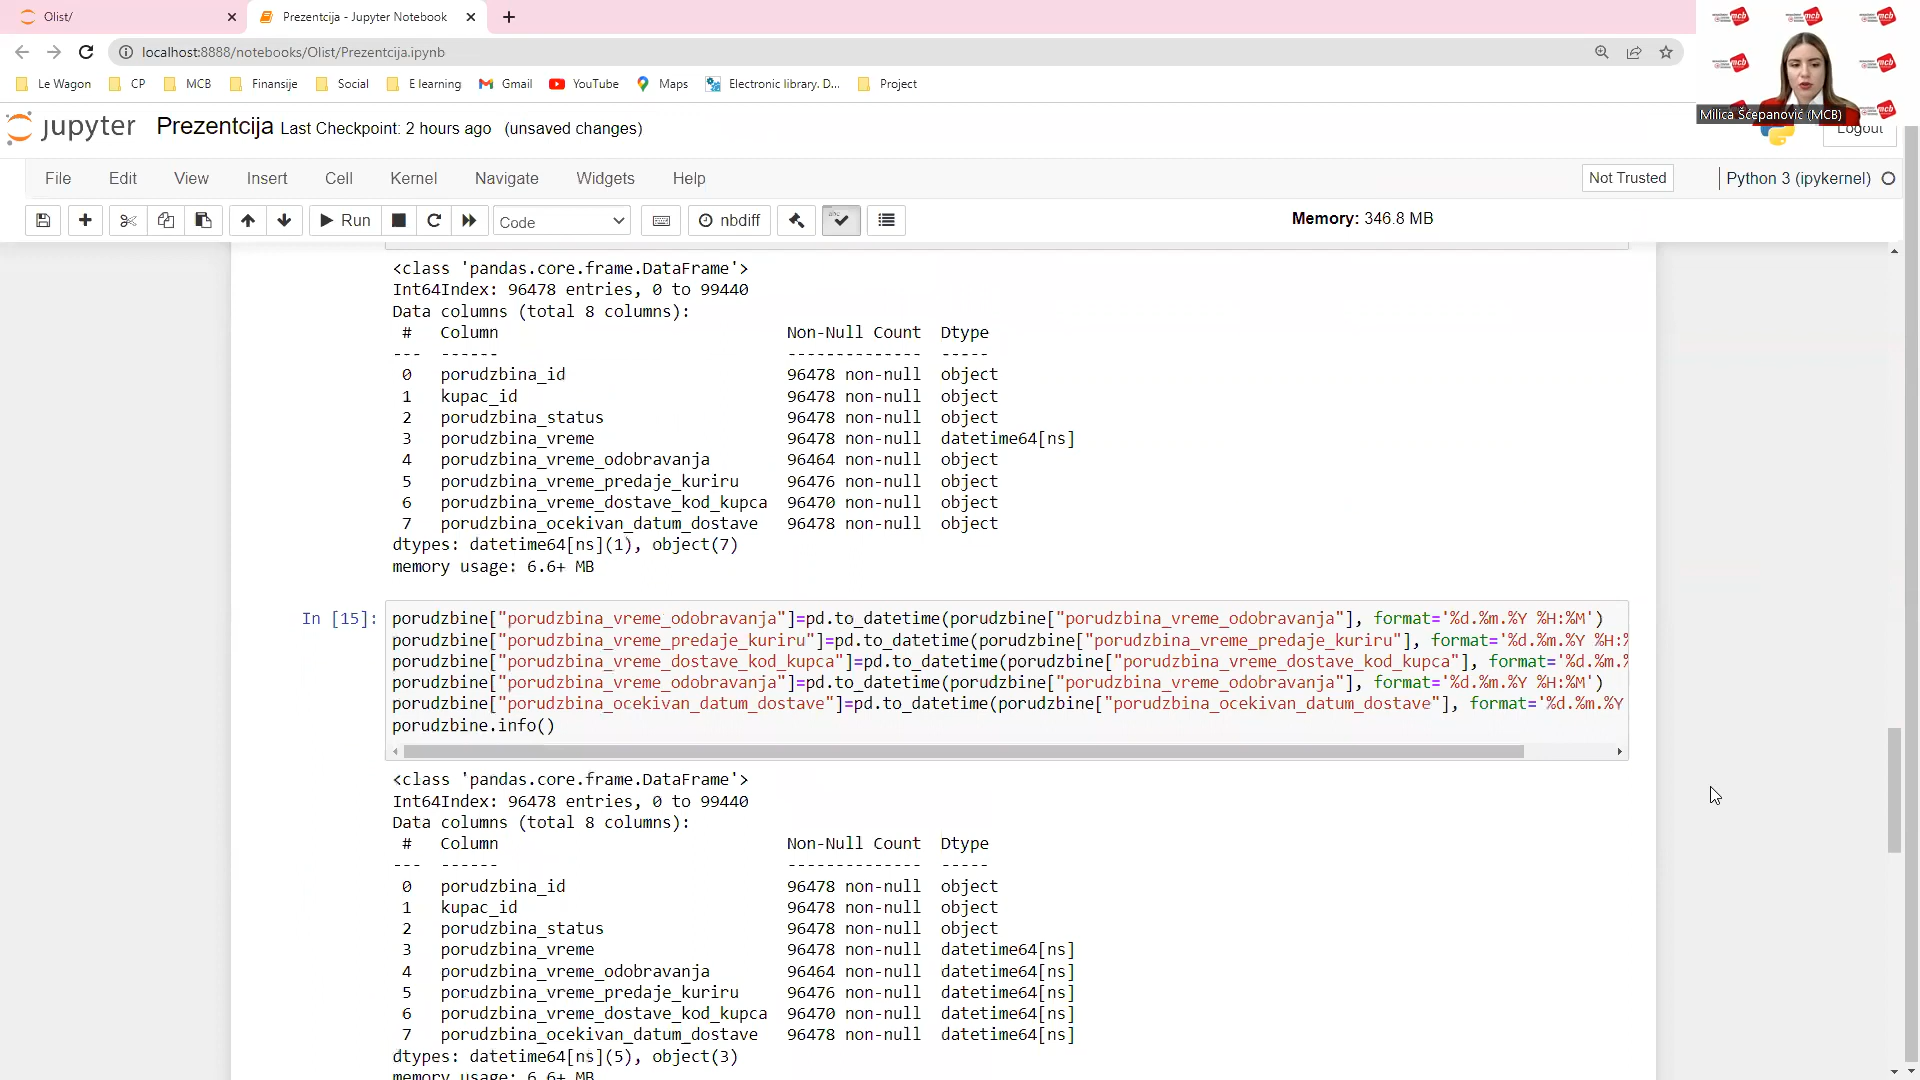 Olist/
Prezentcija - Jupyter Notebook
localhost:8888/notebooks/Olist/Prezentcija.ipynb
Le Wagon CP MCB Finansije Social E learning Gmail YouTube Maps Electronic library. D... Project
mcb mcb mcb
mcb mcb
mcb
Milica Šćepanović (MCB)
jupyter Prezentcija Last Checkpoint: 2 hours ago (unsaved changes)
Logout
File Edit View Insert Cell Kernel Navigate Widgets Help
Not Trusted
Python 3 (ipykernel)
Run
Code
nbdiff
Memory: 346.8 MB
<class 'pandas.core.frame.DataFrame'>
Int64Index: 96478 entries, 0 to 99440
Data columns (total 8 columns):
# Column Non-Null Count Dtype
--- ------ -------------- -----
0 porudzbina_id 96478 non-null object
1 kupac_id 96478 non-null object
2 porudzbina_status 96478 non-null object
3 porudzbina_vreme 96478 non-null datetime64[ns]
4 porudzbina_vreme_odobravanja 96464 non-null object
5 porudzbina_vreme_predaje_kuriru 96476 non-null object
6 porudzbina_vreme_dostave_kod_kupca 96470 non-null object
7 porudzbina_ocekivan_datum_dostave 96478 non-null object
dtypes: datetime64[ns](1), object(7)
memory usage: 6.6+ MB
In [15]:
porudzbine["porudzbina_vreme_odobravanja"]=pd.to_datetime(porudzbine["porudzbina_vreme_odobravanja"], format='%d.%m.%Y %H:%M')
porudzbine["porudzbina_vreme_predaje_kuriru"]=pd.to_datetime(porudzbine["porudzbina_vreme_predaje_kuriru"], format='%d.%m.%Y %H:%
porudzbine["porudzbina_vreme_dostave_kod_kupca"]=pd.to_datetime(porudzbine["porudzbina_vreme_dostave_kod_kupca"], format='%d.%m.%
porudzbine["porudzbina_vreme_odobravanja"]=pd.to_datetime(porudzbine["porudzbina_vreme_odobravanja"], format='%d.%m.%Y %H:%M')
porudzbine["porudzbina_ocekivan_datum_dostave"]=pd.to_datetime(porudzbine["porudzbina_ocekivan_datum_dostave"], format='%d.%m.%Y
porudzbine.info()
<class 'pandas.core.frame.DataFrame'>
Int64Index: 96478 entries, 0 to 99440
Data columns (total 8 columns):
# Column Non-Null Count Dtype
--- ------ -------------- -----
0 porudzbina_id 96478 non-null object
1 kupac_id 96478 non-null object
2 porudzbina_status 96478 non-null object
3 porudzbina_vreme 96478 non-null datetime64[ns]
4 porudzbina_vreme_odobravanja 96464 non-null datetime64[ns]
5 porudzbina_vreme_predaje_kuriru 96476 non-null datetime64[ns]
6 porudzbina_vreme_dostave_kod_kupca 96470 non-null datetime64[ns]
7 porudzbina_ocekivan_datum_dostave 96478 non-null datetime64[ns]
dtypes: datetime64[ns](5), object(3)
memory usage: 6.6+ MB